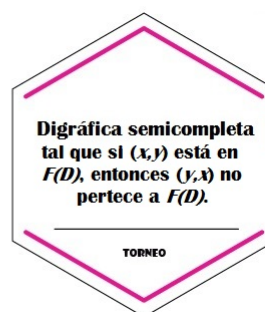 Digráfica semicompleta
tal que si (x,y) está en
F(D), entonces (y,x) no
pertece a F(D).
TORNEO